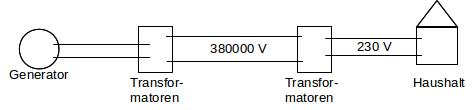 380000 V
230 V
Generator
Transfor-
matoren
Transfor-
matoren
Haushalt